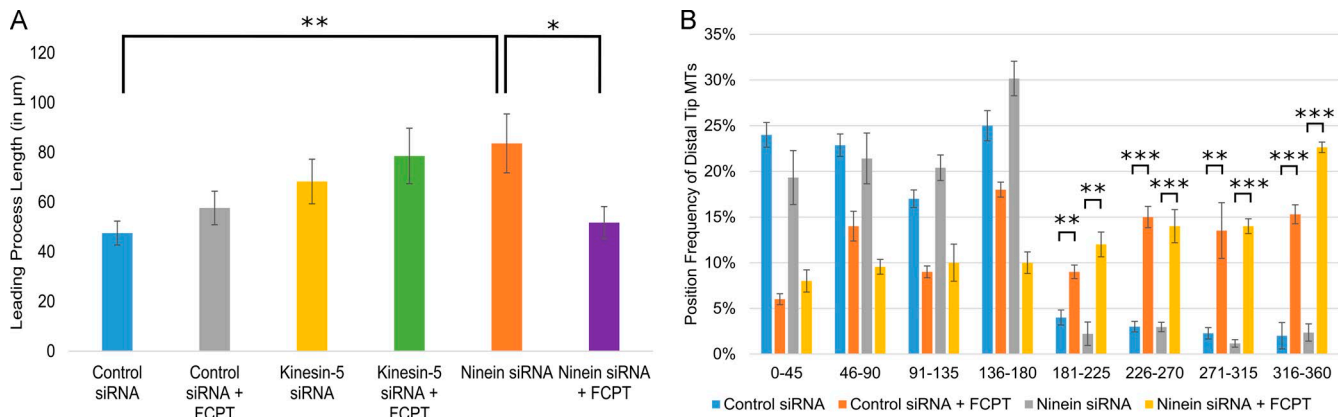 A
**
*
Leading Process Length (in μm)
120
100
80
60
40
20
0
Control
siRNA
Control
siRNA +
FCPT
Kinesin-5
siRNA
Kinesin-5
siRNA +
FCPT
Ninein siRNA
Ninein siRNA
+ FCPT
B
Position Frequency of Distal Tip MTs
35%
30%
25%
20%
15%
10%
5%
0%
**
**
***
***
**
***
***
***
0-45
46-90
91-135
136-180
181-225
226-270
271-315
316-360
Control siRNA
Control siRNA + FCPT
Ninein siRNA
Ninein siRNA + FCPT